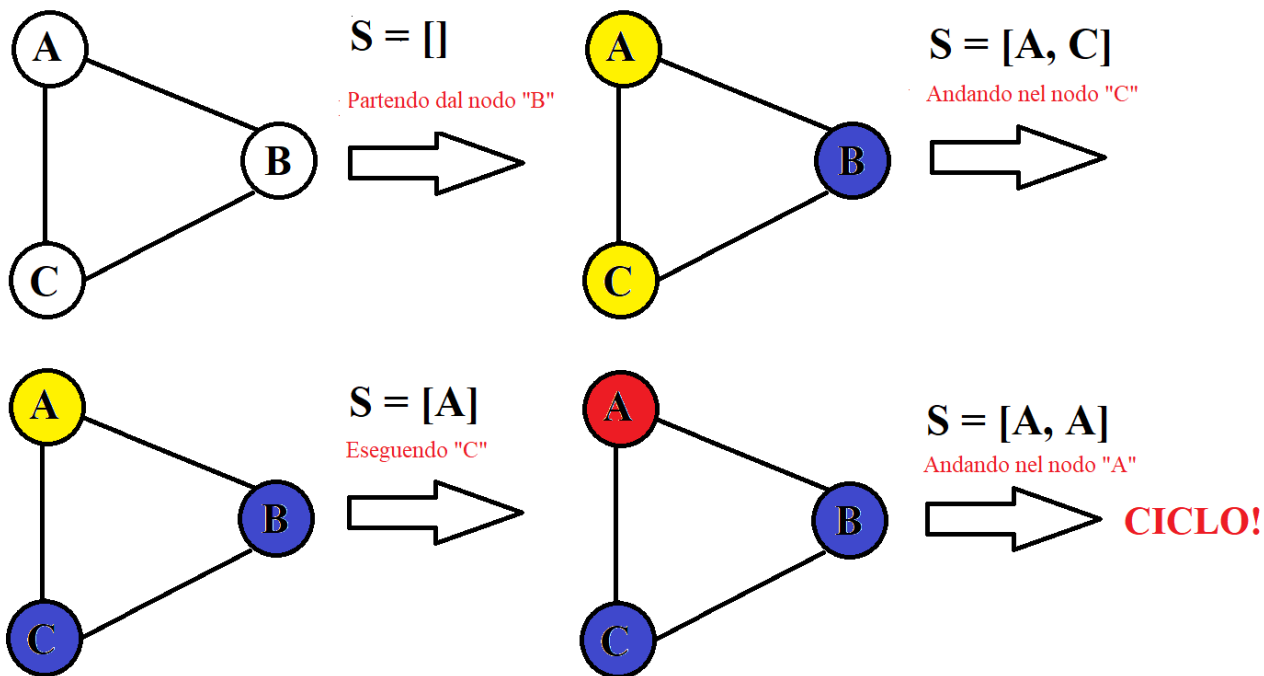 A
S = []
Partendo dal nodo "B"
B
C
A
S = [A, C]
Andando nel nodo "C"
B
C
A
S = [A]
Eseguendo "C"
B
C
A
S = [A, A]
Andando nel nodo "A"
B
CICLO!
C